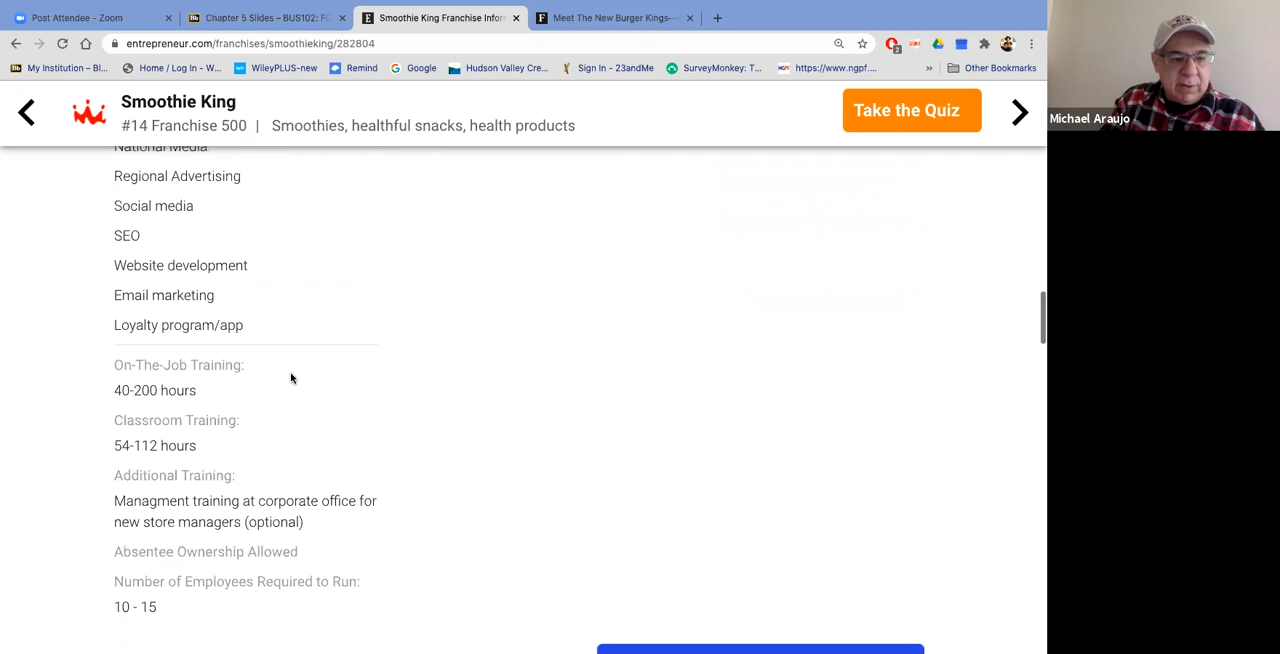 Post Attendee - Zoom
Chapter 5 Slides – BUS102: FO
Smoothie King Franchise Inform
Meet The New Burger Kings—
entrepreneur.com/franchises/smoothieking/282804
2
My Institution – Bl...
Home / Log In - W...
WileyPLUS-new
Remind
Google
Hudson Valley Cre...
Sign In - 23andMe
SurveyMonkey: T...
https://www.ngpf....
Other Bookmarks
Smoothie King
#14 Franchise 500 | Smoothies, healthful snacks, health products
Take the Quiz
Michael Araujo
National Media
Regional Advertising
Social media
SEO
Website development
Email marketing
Loyalty program/app
On-The-Job Training:
40-200 hours
Classroom Training:
54-112 hours
Additional Training:
Managment training at corporate office for
new store managers (optional)
Absentee Ownership Allowed
Number of Employees Required to Run:
10 - 15